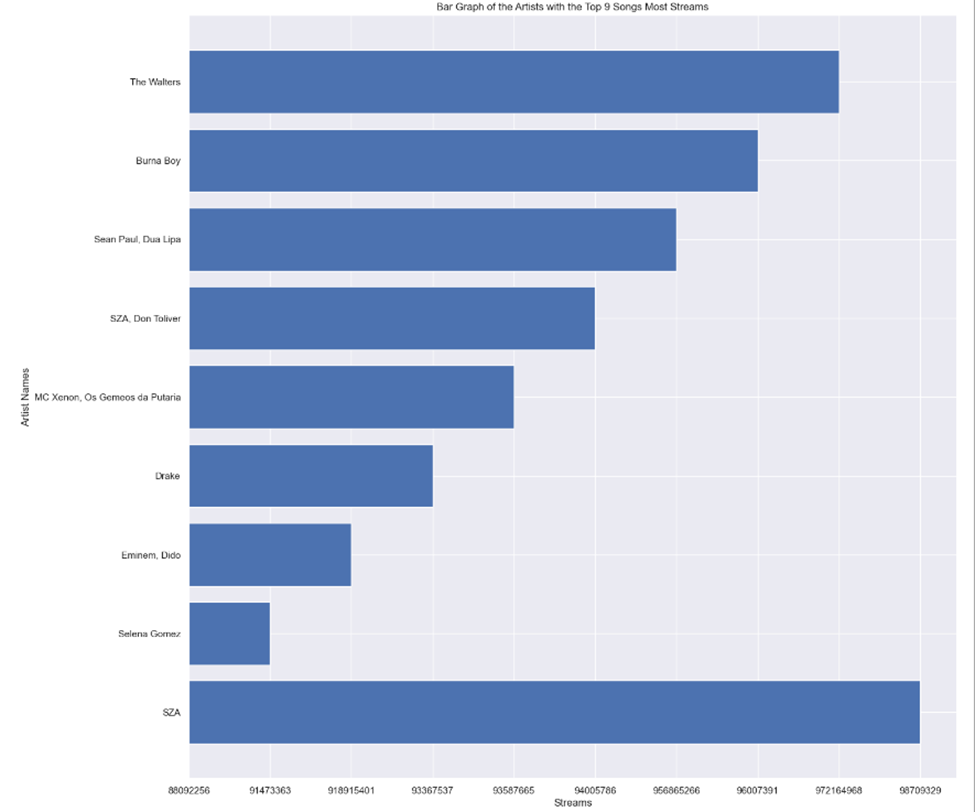 Bar Graph of the Artists with the Top 9 Songs Most Streams
The Walters
Burna Boy
Sean Paul, Dua Lipa
SZA, Don Toliver
MC Xenon, Os Gemeos da Putaria
Drake
Eminem, Dido
Selena Gomez
SZA
Artist Names
88092256 91473363 918915401 93367537 93587665 94005786 956865266 96007391 972164968 98709329
Streams